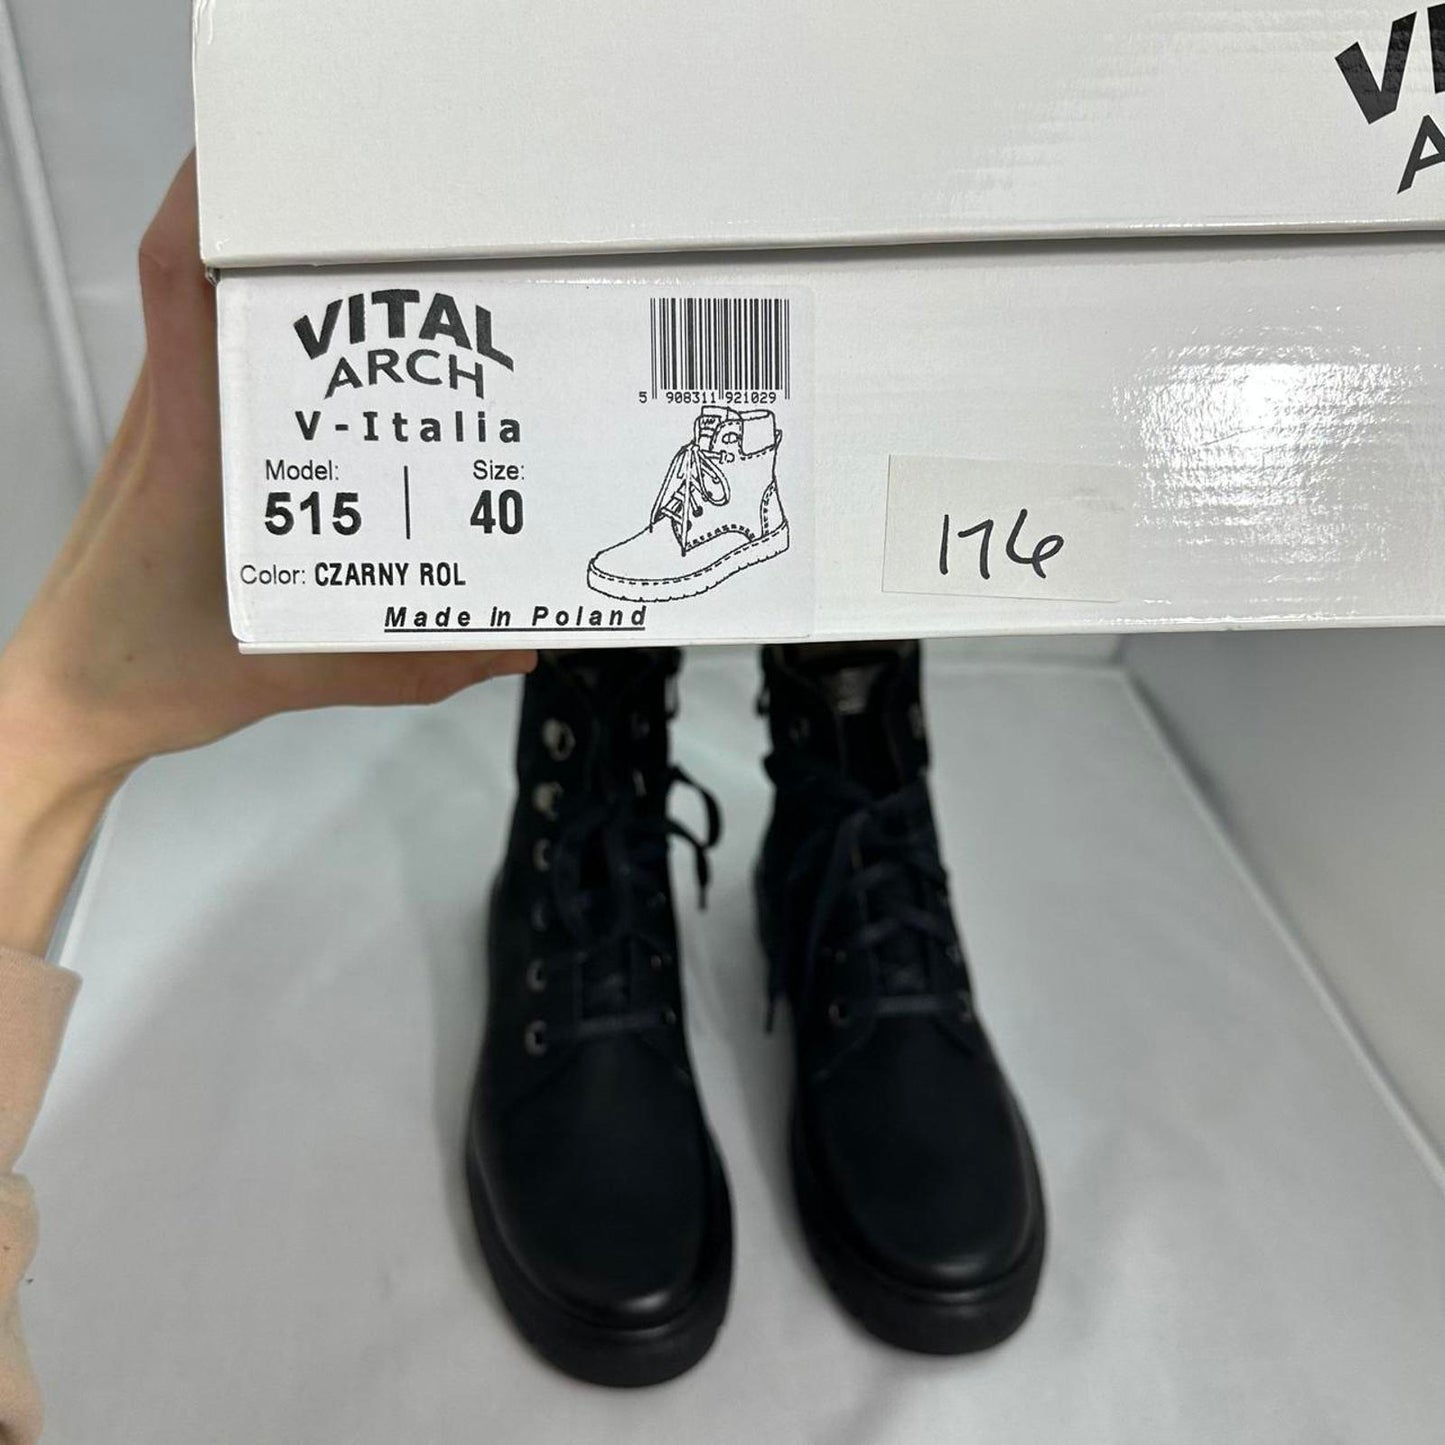 VITAL
ARCH
V-Italia
Model:
515
Size:
40
Color: CZARNY ROL
Made in Poland
5 908311 921029
176